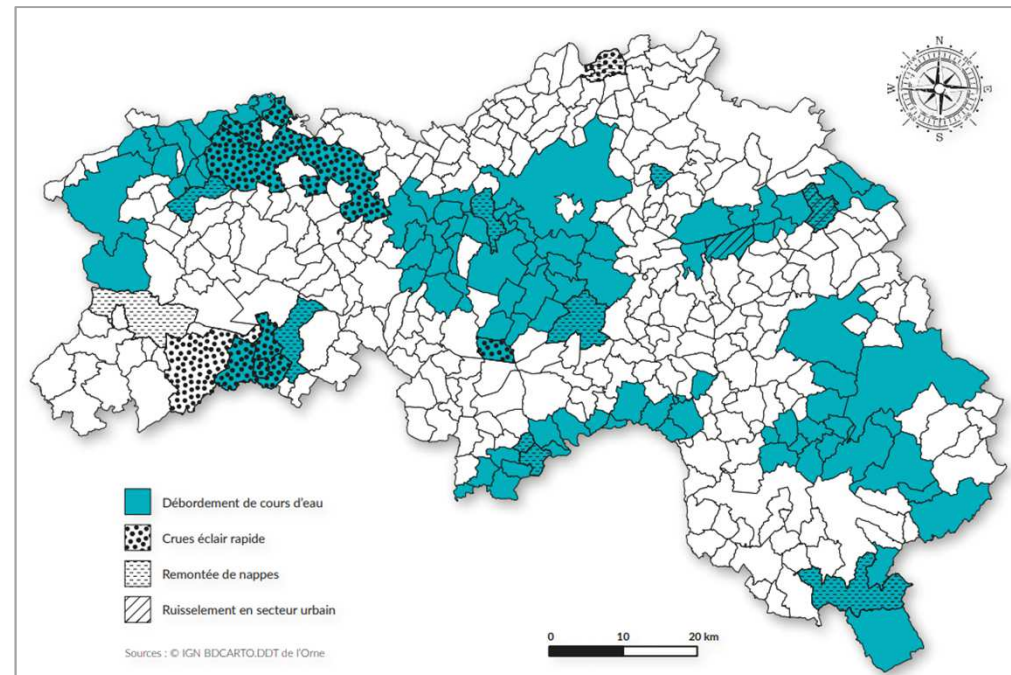 N
W
E
S
Débordement de cours d'eau
Crues éclair rapide
Remontée de nappes
Ruisselement en secteur urbain
Sources : © IGN BDCARTO.DDT de l'Orne
0 10 20 km